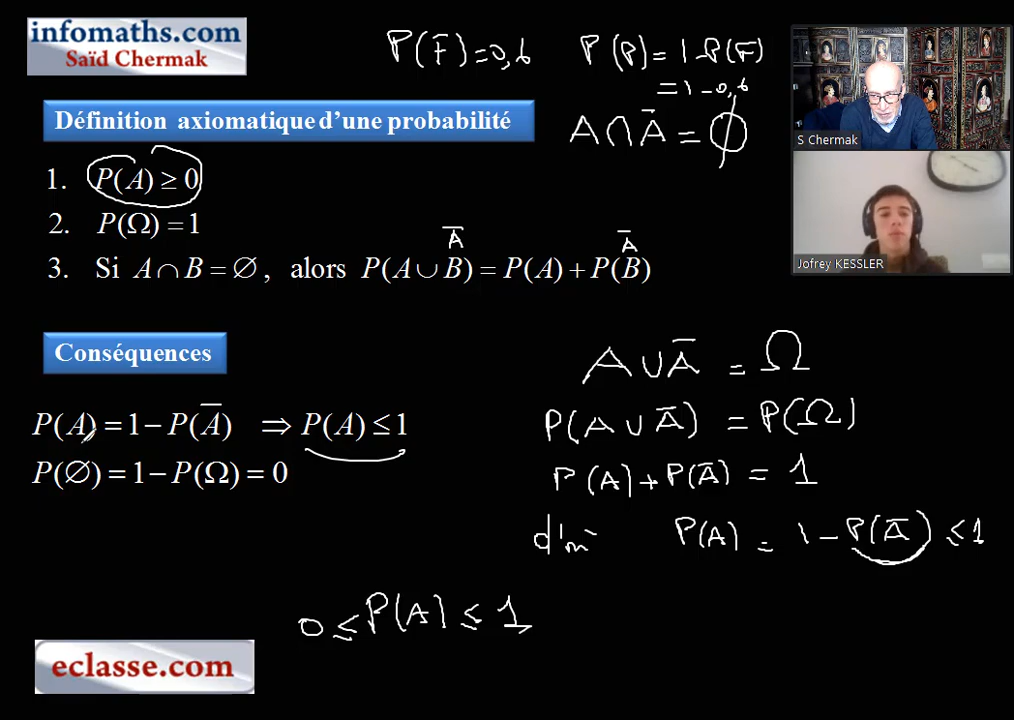 infomaths.com
Saïd Chermak
P(F)=0,6 P(P)=1-P(F)
=1-0,6
Définition axiomatique d'une probabilité
A∩A̅=∅
S Chermak
1. P(A) ≥ 0
2. P(Ω) = 1
A̅ A̅
3. Si A ∩ B = ∅, alors P(A ∪ B) = P(A) + P(B)
Jofrey KESSLER
Conséquences
A∪A̅ = Ω
P(A) = 1 − P(A̅) ⇒ P(A) ≤ 1
P(A∪A̅) = P(Ω)
P(∅) = 1 − P(Ω) = 0
P(A)+P(A̅) = 1
P(A) = 1 − P(A̅) ≤ 1
0 ≤ P(A) ≤ 1
eclasse.com